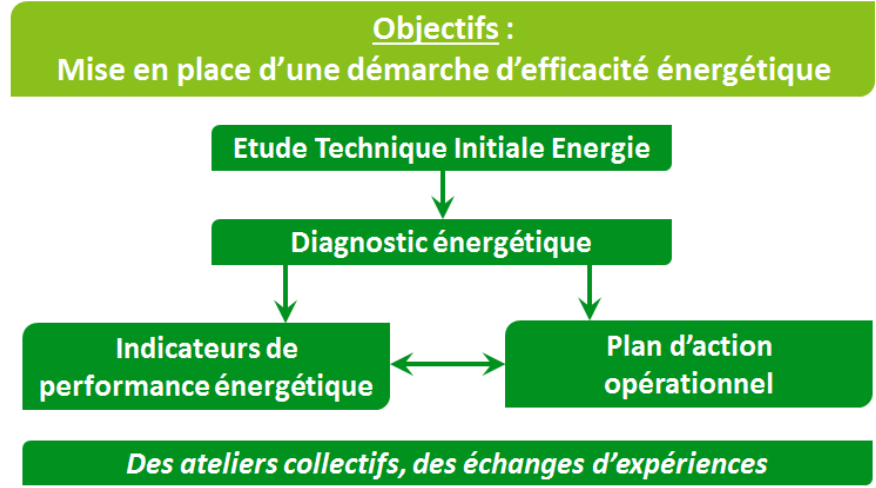 Objectifs :
Mise en place d’une démarche d’efficacité énergétique
Etude Technique Initiale Energie
Diagnostic énergétique
Indicateurs de
performance énergétique
Plan d’action
opérationnel
Des ateliers collectifs, des échanges d’expériences